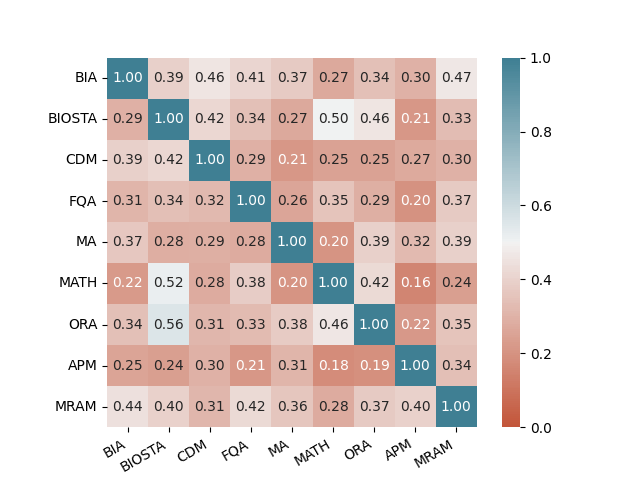 BIA 1.00 0.39 0.46 0.41 0.37 0.27 0.34 0.30 0.47
BIOSTA 0.29 1.00 0.42 0.34 0.27 0.50 0.46 0.21 0.33
CDM 0.39 0.42 1.00 0.29 0.21 0.25 0.25 0.27 0.30
FQA 0.31 0.34 0.32 1.00 0.26 0.35 0.29 0.20 0.37
MA 0.37 0.28 0.29 0.28 1.00 0.20 0.39 0.32 0.39
MATH 0.22 0.52 0.28 0.38 0.20 1.00 0.42 0.16 0.24
ORA 0.34 0.56 0.31 0.33 0.38 0.46 1.00 0.22 0.35
APM 0.25 0.24 0.30 0.21 0.31 0.18 0.19 1.00 0.34
MRAM 0.44 0.40 0.31 0.42 0.36 0.28 0.37 0.40 1.00
BIA BIOSTA CDM FQA MA MATH ORA APM MRAM
1.0
0.8
0.6
0.4
0.2
0.0